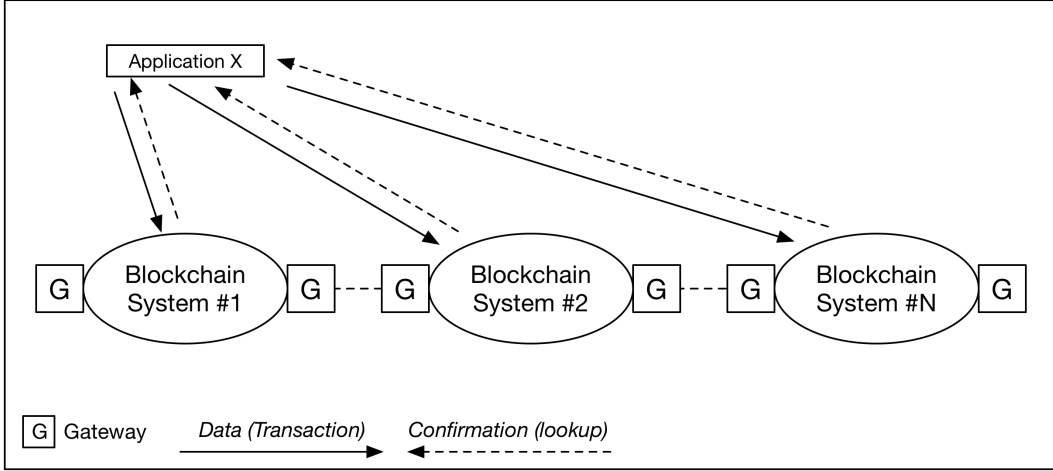 Application X
Blockchain
System #1
Blockchain
System #2
Blockchain
System #N
G
G
G
G
G
G
G
Gateway
Data (Transaction)
Confirmation (lookup)